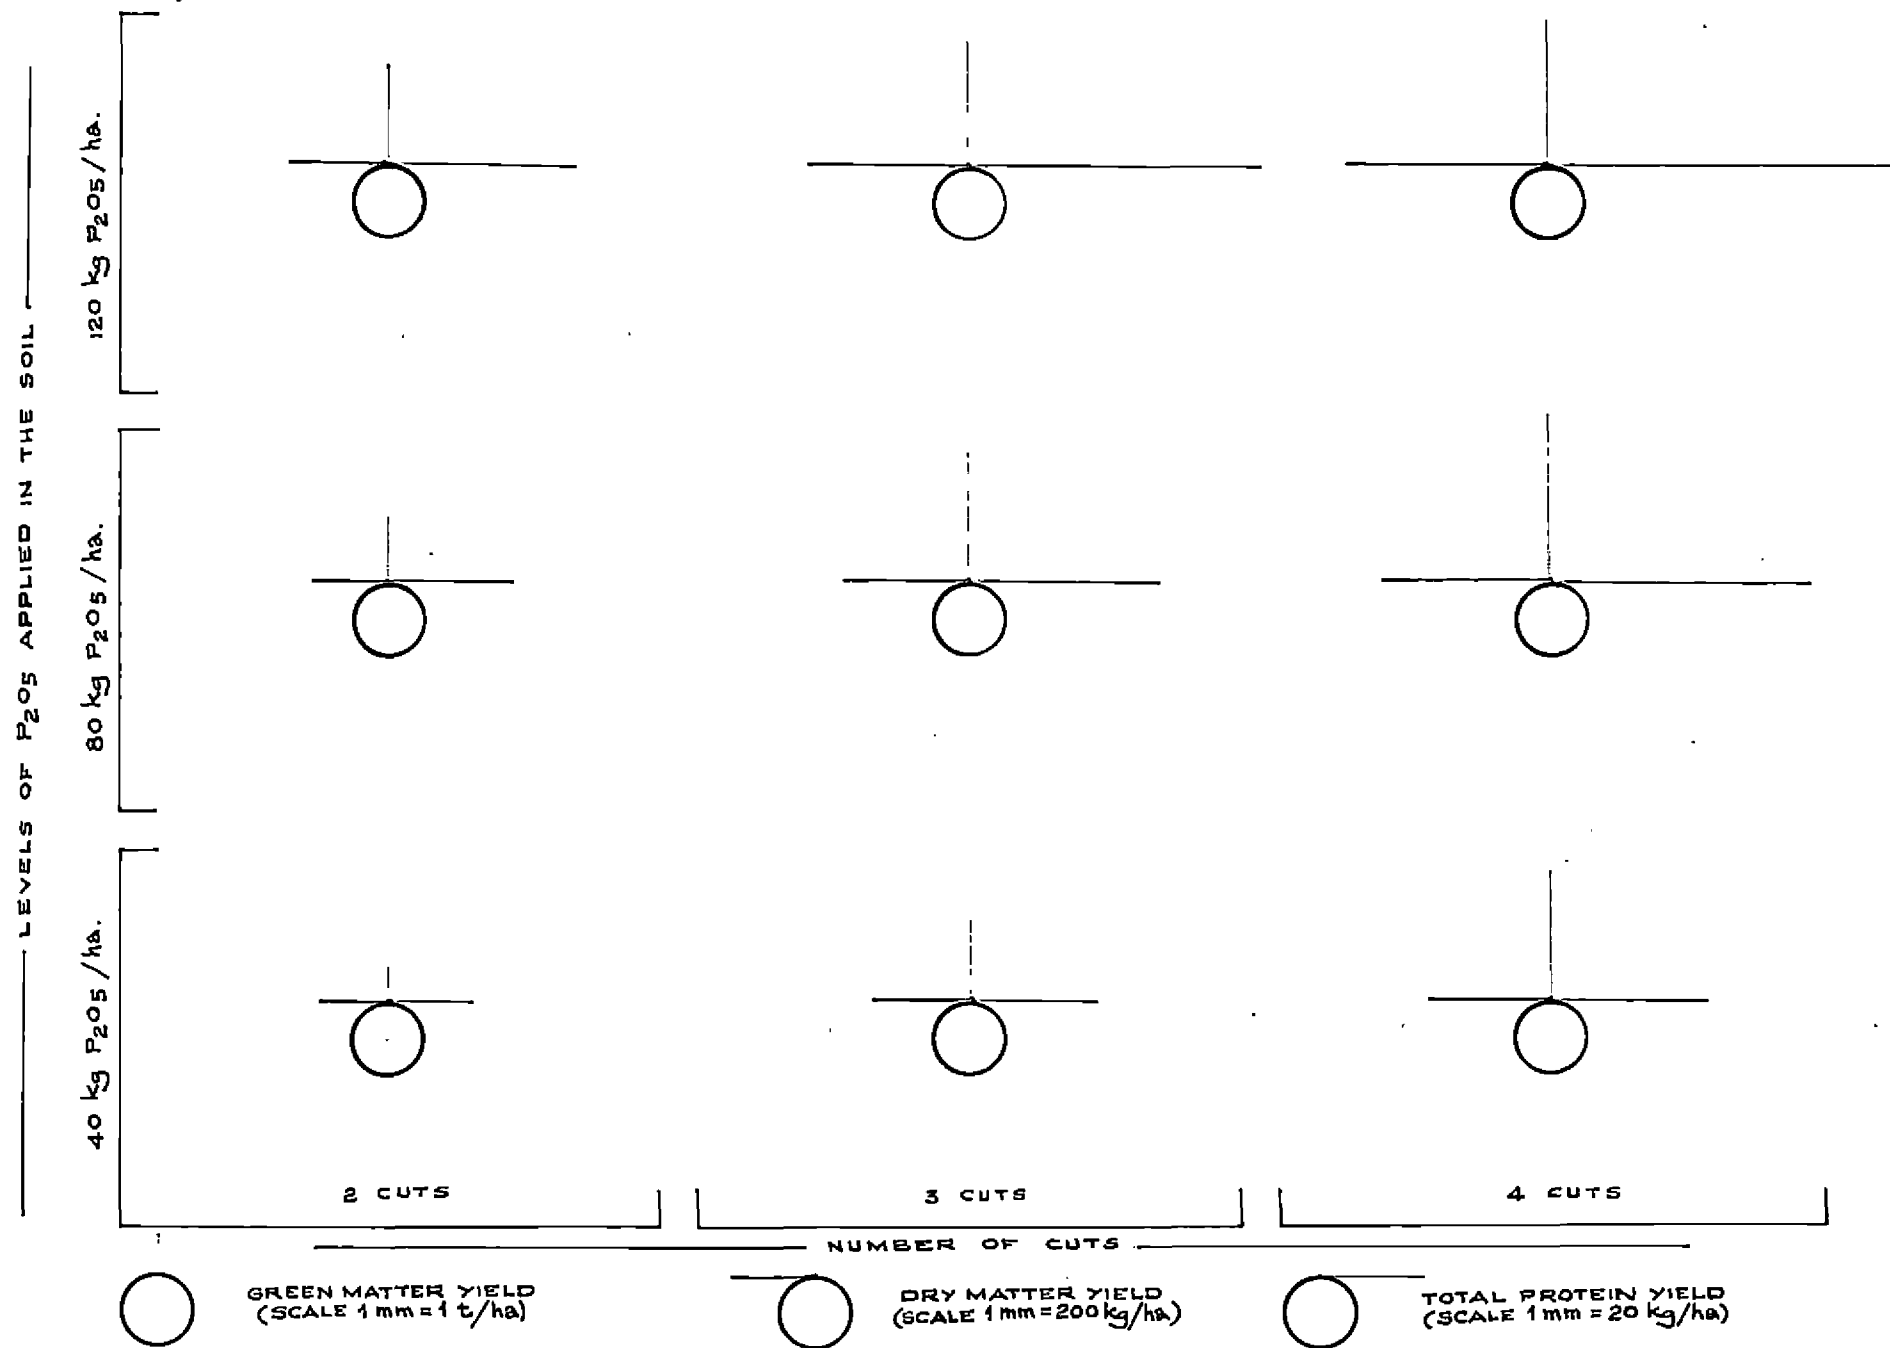 LEVELS OF P2O5 APPLIED IN THE SOIL
120 kg P2O5/ha.
80 kg P2O5/ha.
40 kg P2O5/ha.
2 CUTS
3 CUTS
4 CUTS
NUMBER OF CUTS
GREEN MATTER YIELD
(SCALE 1 mm = 1 t/ha)
DRY MATTER YIELD
(SCALE 1 mm = 200 kg/ha)
TOTAL PROTEIN YIELD
(SCALE 1 mm = 20 kg/ha)